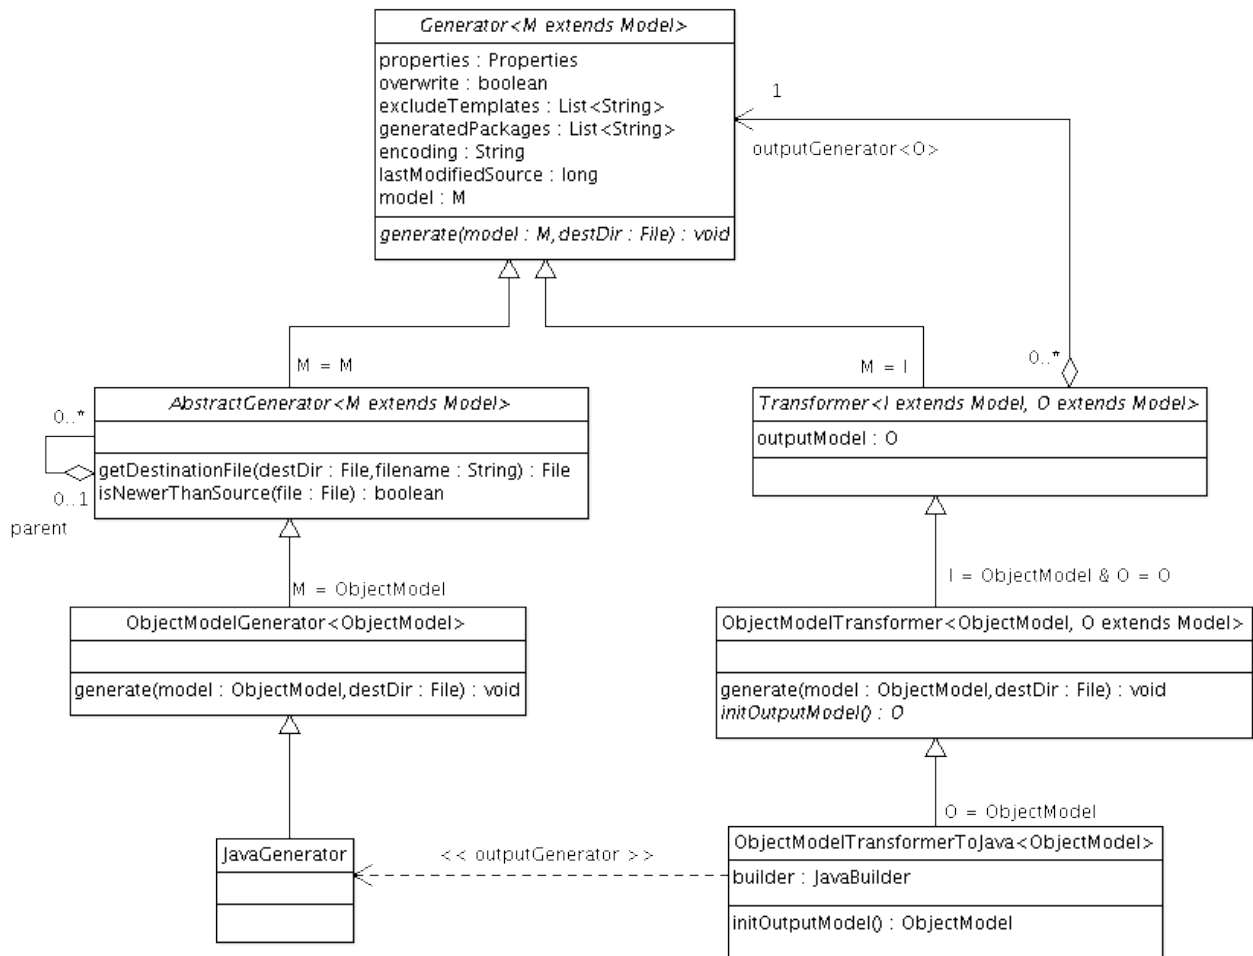 Generator<M extends Model>
properties : Properties
overwrite : boolean
excludeTemplates : List<String>
generatedPackages : List<String>
encoding : String
lastModifiedSource : long
model : M
generate(model : M,destDir : File) : void
1
outputGenerator<O>
M = M
M = I
0..*
0..*
AbstractGenerator<M extends Model>
getDestinationFile(destDir : File,filename : String) : File
isNewerThanSource(file : File) : boolean
0..1
parent
Transformer<I extends Model, O extends Model>
outputModel : O
M = ObjectModel
I = ObjectModel & O = O
ObjectModelGenerator<ObjectModel>
generate(model : ObjectModel,destDir : File) : void
ObjectModelTransformer<ObjectModel, O extends Model>
generate(model : ObjectModel,destDir : File) : void
initOutputModel() : O
O = ObjectModel
JavaGenerator
<< outputGenerator >>
ObjectModelTransformerToJava<ObjectModel>
builder : JavaBuilder
initOutputModel() : ObjectModel